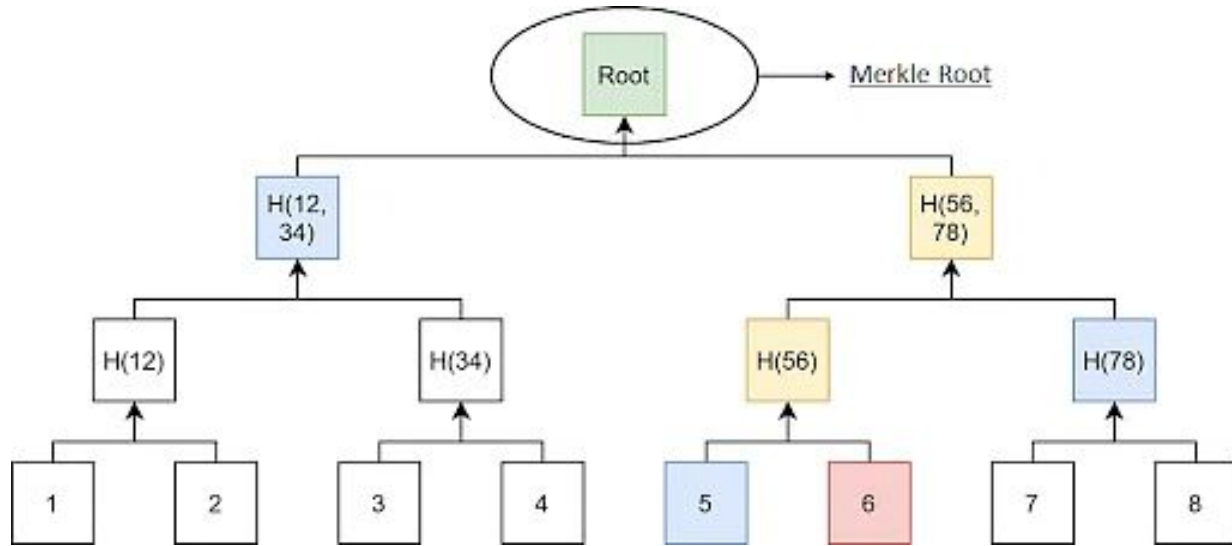 Root
Merkle Root
H(12,
34)
H(56,
78)
H(12)
H(34)
H(56)
H(78)
1
2
3
4
5
6
7
8